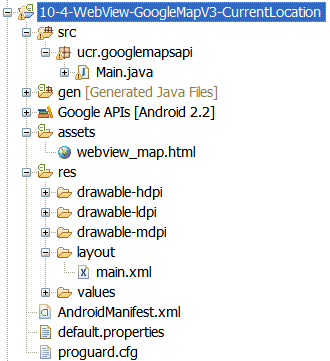 10-4-WebView-GoogleMapV3-CurrentLocation
src
ucr.googlemapsapi
Main.java
gen [Generated Java Files]
Google APIs [Android 2.2]
assets
webview_map.html
res
drawable-hdpi
drawable-ldpi
drawable-mdpi
layout
main.xml
values
AndroidManifest.xml
default.properties
proguard.cfg